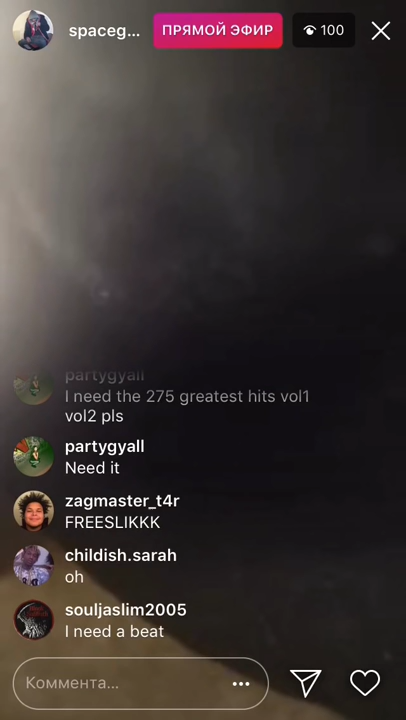 spaceg...
ПРЯМОЙ ЭФИР
100
partygyall
I need the 275 greatest hits vol1
vol2 pls
partygyall
Need it
zagmaster_t4r
FREESLIKKK
childish.sarah
oh
souljaslim2005
I need a beat
Коммента...